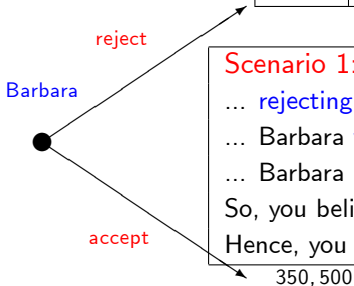 reject
Barbara
Scenario 1:
... rejecting
... Barbara
... Barbara
So, you beli
Hence, you
accept
350, 500